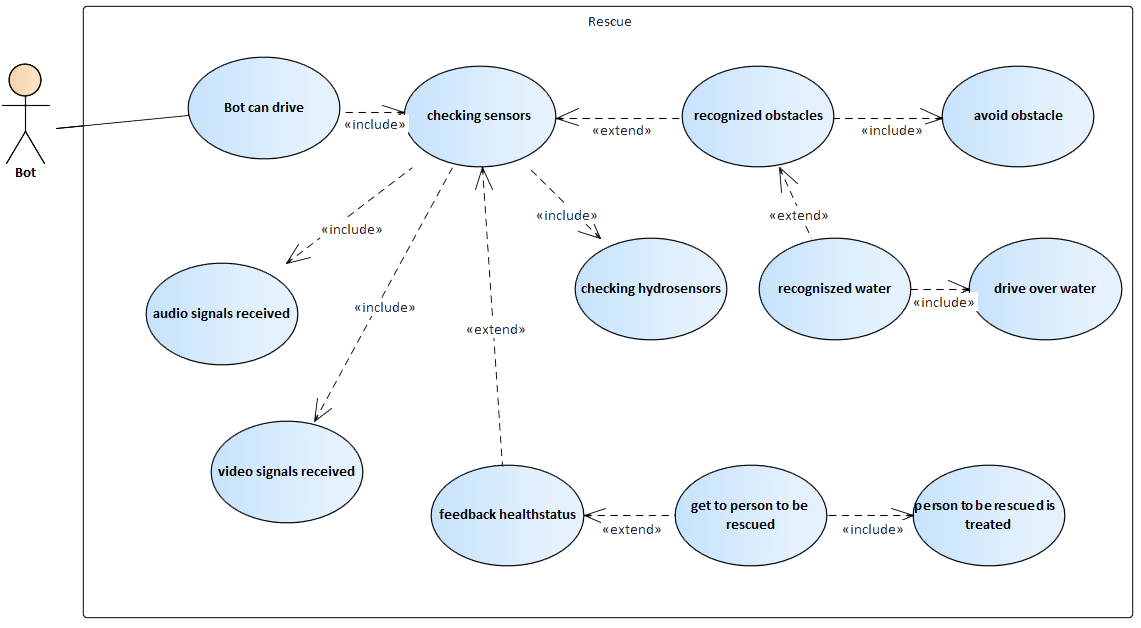 Rescue
Bot can drive
checking sensors
recognized obstacles
avoid obstacle
«include»
«extend»
«include»
Bot
«include»
«include»
«extend»
audio signals received
checking hydrosensors
recogniszed water
drive over water
«include»
«include»
«extend»
video signals received
feedback healthstatus
get to person to be
rescued
person to be rescued is
treated
«extend»
«include»